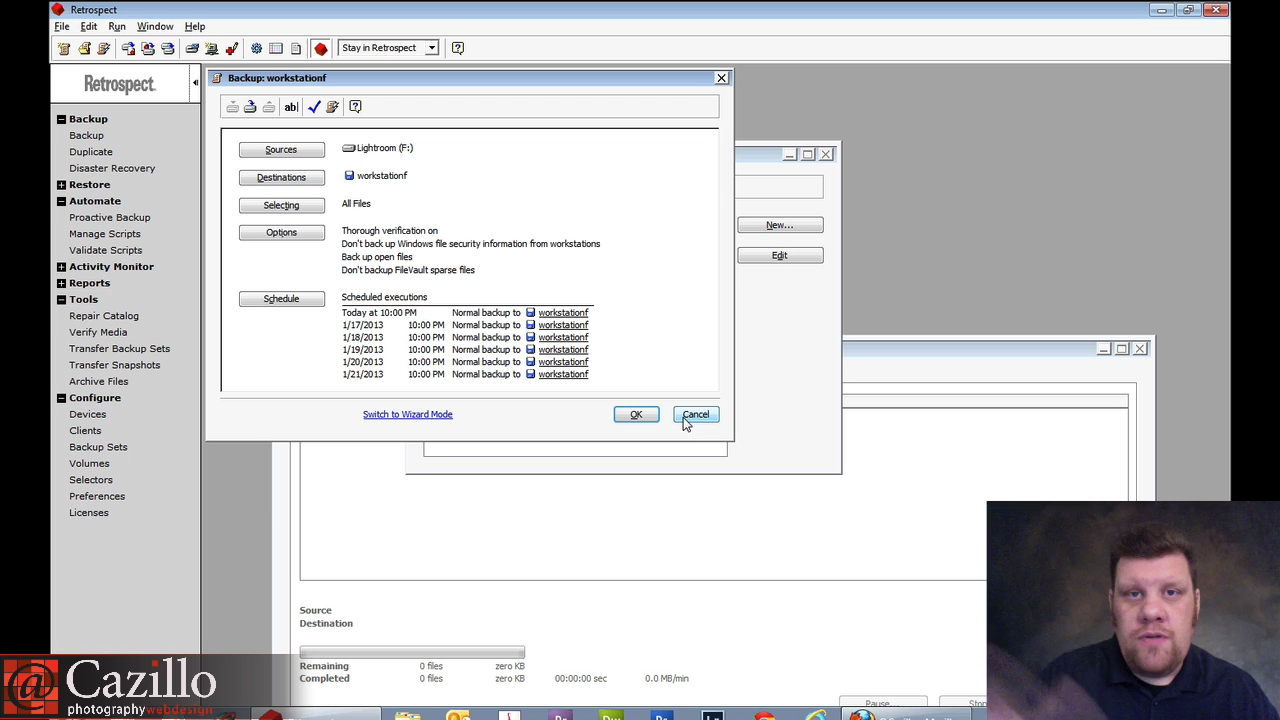 Retrospect
File Edit Run Window Help
Stay in Retrospect
Retrospect.
Backup: workstationf
ab|
Backup
Backup
Duplicate
Disaster Recovery
Restore
Automate
Proactive Backup
Manage Scripts
Validate Scripts
Activity Monitor
Reports
Tools
Repair Catalog
Verify Media
Transfer Backup Sets
Transfer Snapshots
Archive Files
Configure
Devices
Clients
Backup Sets
Volumes
Selectors
Preferences
Licenses
Sources Lightroom (F:)
Destinations workstationf
Selecting All Files
Options Thorough verification on
Don't back up Windows file security information from workstations
Back up open files
Don't backup FileVault sparse files
Schedule Scheduled executions
Today at 10:00 PM Normal backup to workstationf
1/17/2013 10:00 PM Normal backup to workstationf
1/18/2013 10:00 PM Normal backup to workstationf
1/19/2013 10:00 PM Normal backup to workstationf
1/20/2013 10:00 PM Normal backup to workstationf
1/21/2013 10:00 PM Normal backup to workstationf
Switch to Wizard Mode OK Cancel
New...
Edit
Source
Destination
Remaining 0 files zero KB
Completed 0 files zero KB 00:00:00 sec 0.0 MB/min
Pause
@ Cazillo
photographywebdesign